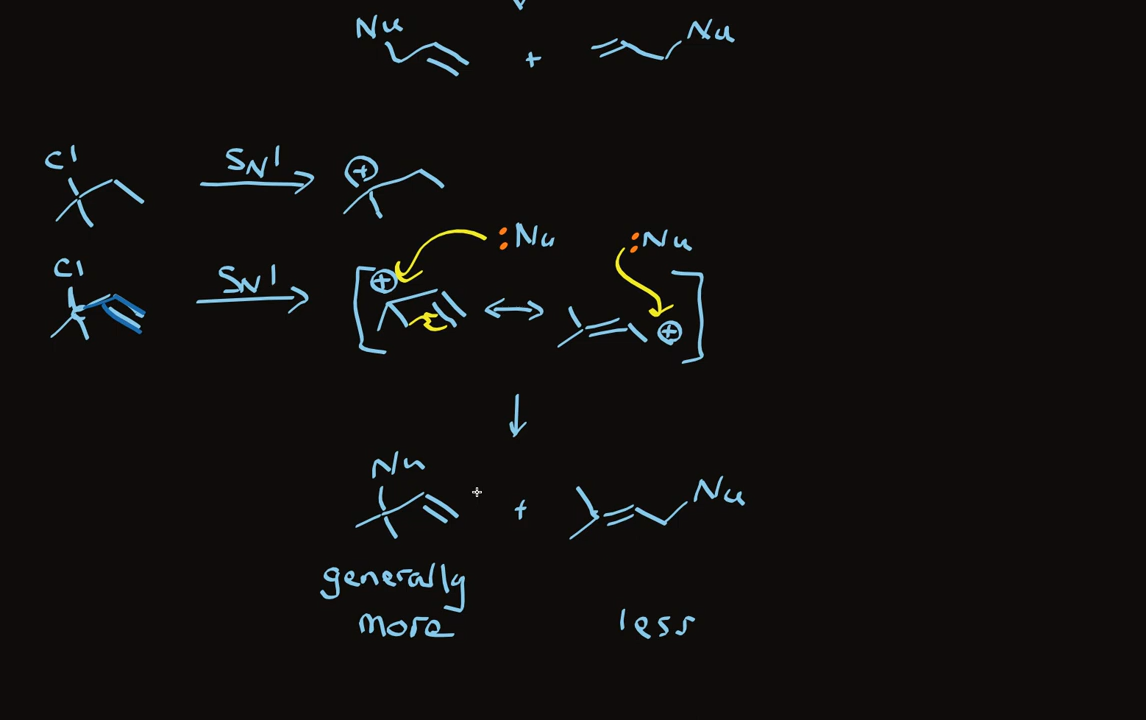 Nu
+
Nu
Cl
SN1
+
:Nu
:Nu
Cl
SN1
+
+
Nu
+
Nu
generally
more
less